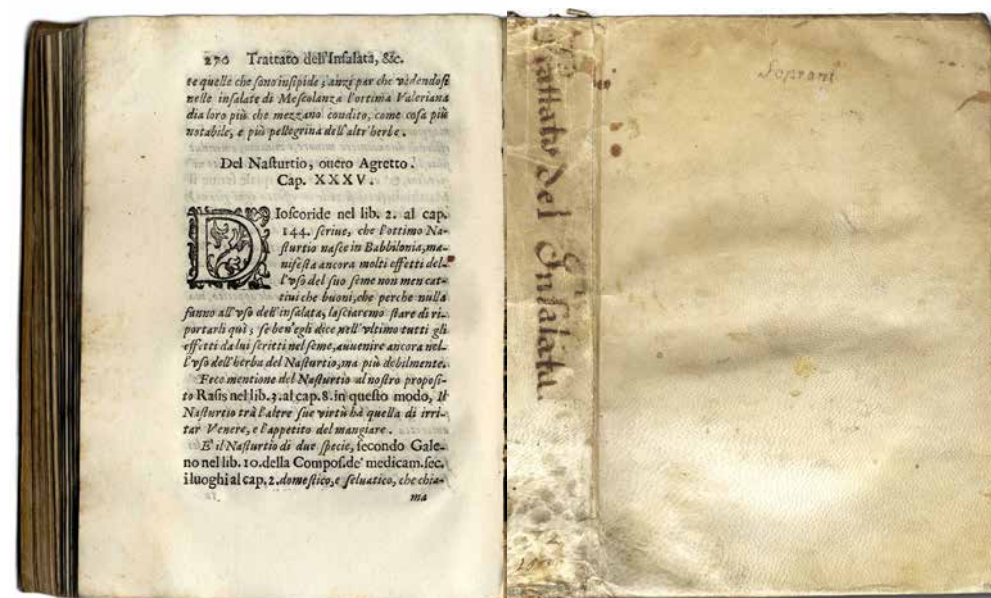 270 Trattato dell'Insalata, &c.
te quelle che sono insipide; anzi par che vedendosi
nelle insalate di Mescolanza l'ottima Valeriana
dia loro più che mezzano condito, come cosa più
notabile, e più pellegrina dell'altr'herbe.
Del Nasturtio, ouero Agretto.
Cap. XXXV.
DIoscoride nel lib. 2. al cap.
144. scriue, che l'ottimo Na-
sturtio nasce in Babbilonia, ma-
nifesta ancora molti effetti del-
l'vso del suo seme non men cat-
tiui che buoni, che perche nulla
fanno all'vso dell'insalata, lasciaremo stare di ri-
portarli quì; se ben'egli dice nell'vltimo tutti gli
effetti da lui scritti nel seme, auuenire ancora nel-
l'vso dell'herba del Nasturtio, ma più debilmente.
Fece mentione del Nasturtio al nostro proposi-
to Rasis nel lib. 3. al cap. 8. in questo modo, Il
Nasturtio trà l'altre sue virtù hà quella di irri-
tar Venere, e l'appetito del mangiare.
E' il Nasturtio di due specie, secondo Gale-
no nel lib. 10. della Compos. de' medicam. sec.
i luoghi al cap. 2. domestico, e seluatico, che chia-
ma
Trattato del Insalata.
Soprani